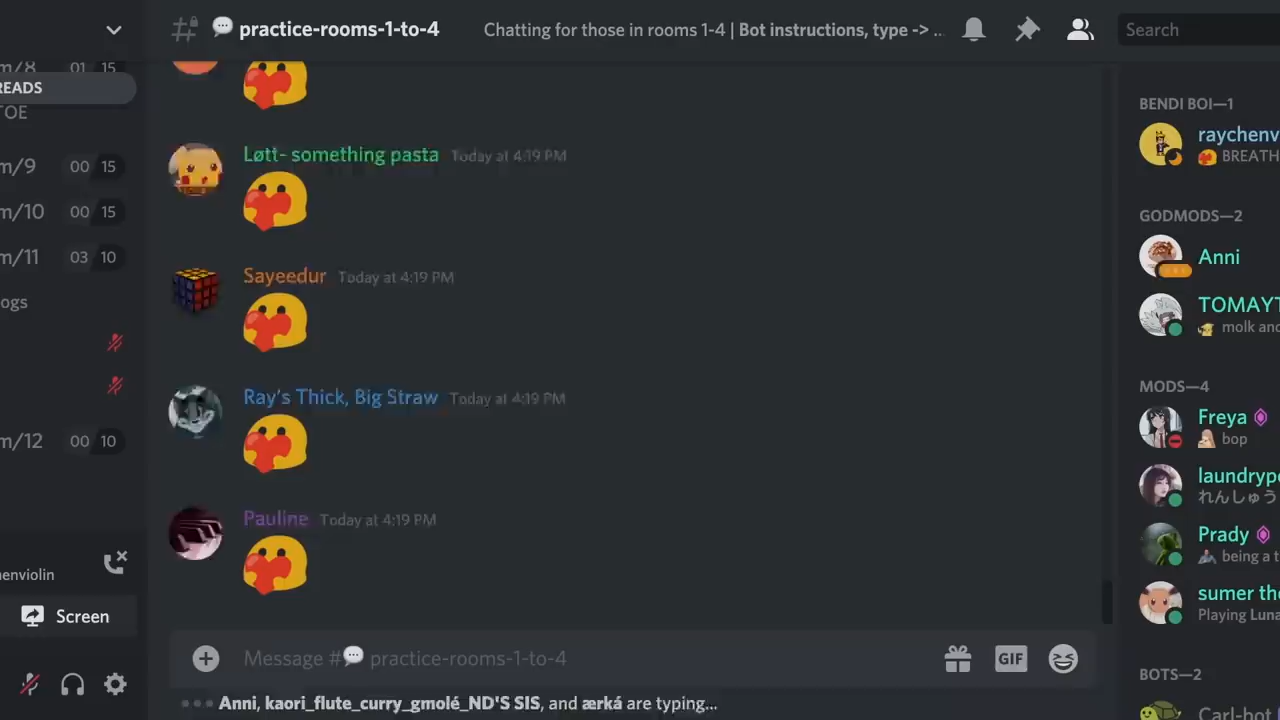 practice-rooms-1-to-4
Chatting for those in rooms 1-4 | Bot instructions, type -> ...
Search
m/8 01 15
READS
TOE
m/9 00 15
m/10 00 15
m/11 03 10
ogs
m/12 00 10
enviolin
Screen
Løtt- something pasta Today at 4:19 PM
Sayeedur Today at 4:19 PM
Ray's Thick, Big Straw Today at 4:19 PM
Pauline Today at 4:19 PM
Message # practice-rooms-1-to-4
GIF
Anni, kaori_flute_curry_gmolé_ND'S SIS, and ærká are typing...
BENDI BOI—1
raychenv
BREATH
GODMODS—2
Anni
TOMAYT
molk and
MODS—4
Freya
bop
laundrype
れんしゅう
Prady
being a t
sumer the
Playing Luna
BOTS—2
Carl-bot